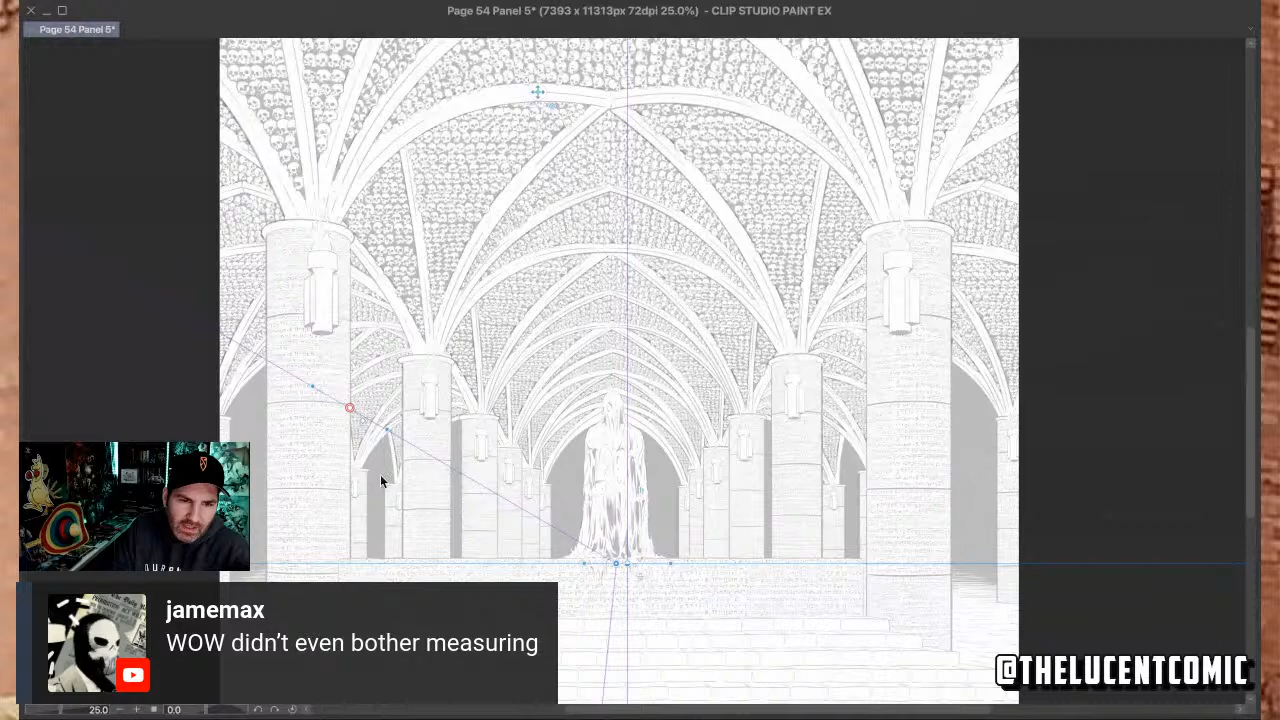 Page 54 Panel 5* (7393 x 11313px 72dpi 25.0%) - CLIP STUDIO PAINT EX
Page 54 Panel 5*
jamemax
WOW didn't even bother measuring
@THELUCENTCOMIC
25.0
0.0